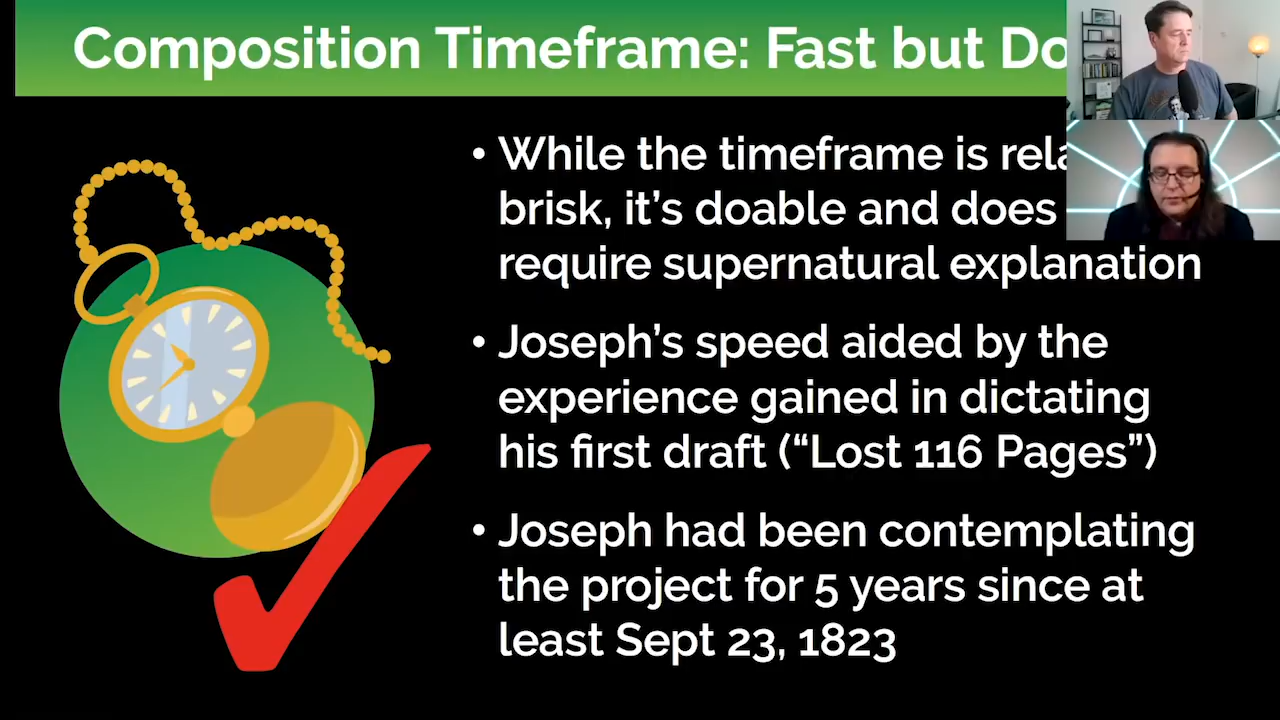 Composition Timeframe: Fast but Do
• While the timeframe is rela
brisk, it’s doable and does
require supernatural explanation
• Joseph’s speed aided by the
experience gained in dictating
his first draft (“Lost 116 Pages”)
• Joseph had been contemplating
the project for 5 years since at
least Sept 23, 1823